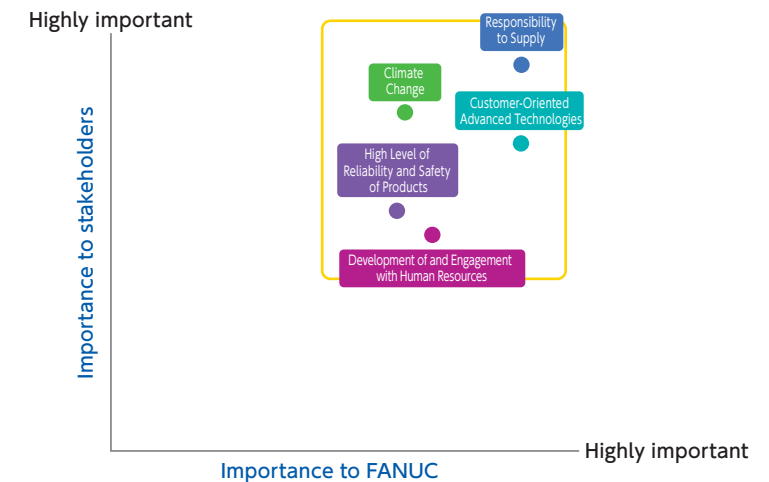 Highly important
Responsibility
to Supply
Climate
Change
Customer-Oriented
Advanced Technologies
High Level of
Reliability and Safety
of Products
Development of and Engagement
with Human Resources
Importance to stakeholders
Highly important
Importance to FANUC